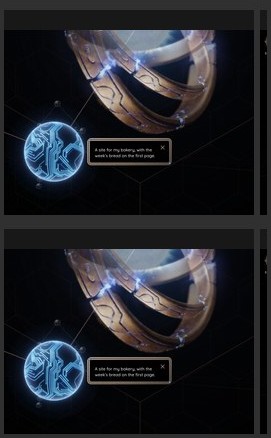 A site for my bakery, with the
week's bread on the first page.
A site for my bakery, with the
week's bread on the first page.